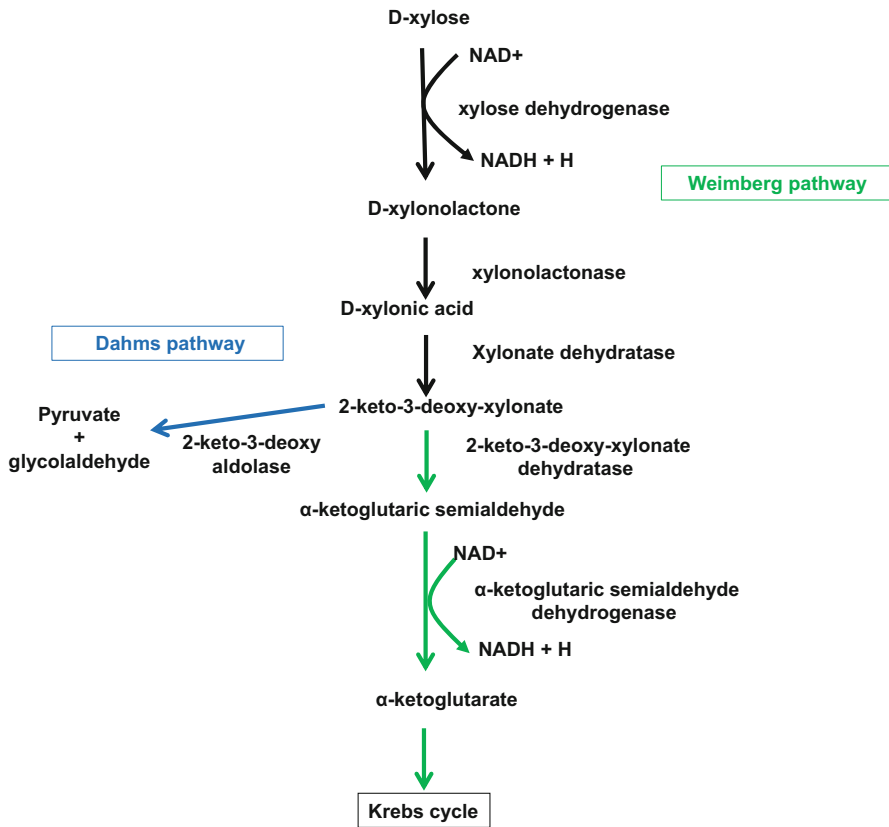 D-xylose
NAD+
xylose dehydrogenase
NADH + H
Weimberg pathway
D-xylonolactone
xylonolactonase
D-xylonic acid
Dahms pathway
Xylonate dehydratase
2-keto-3-deoxy-xylonate
Pyruvate
+
glycolaldehyde
2-keto-3-deoxy
aldolase
2-keto-3-deoxy-xylonate
dehydratase
α-ketoglutaric semialdehyde
NAD+
α-ketoglutaric semialdehyde
dehydrogenase
NADH + H
α-ketoglutarate
Krebs cycle